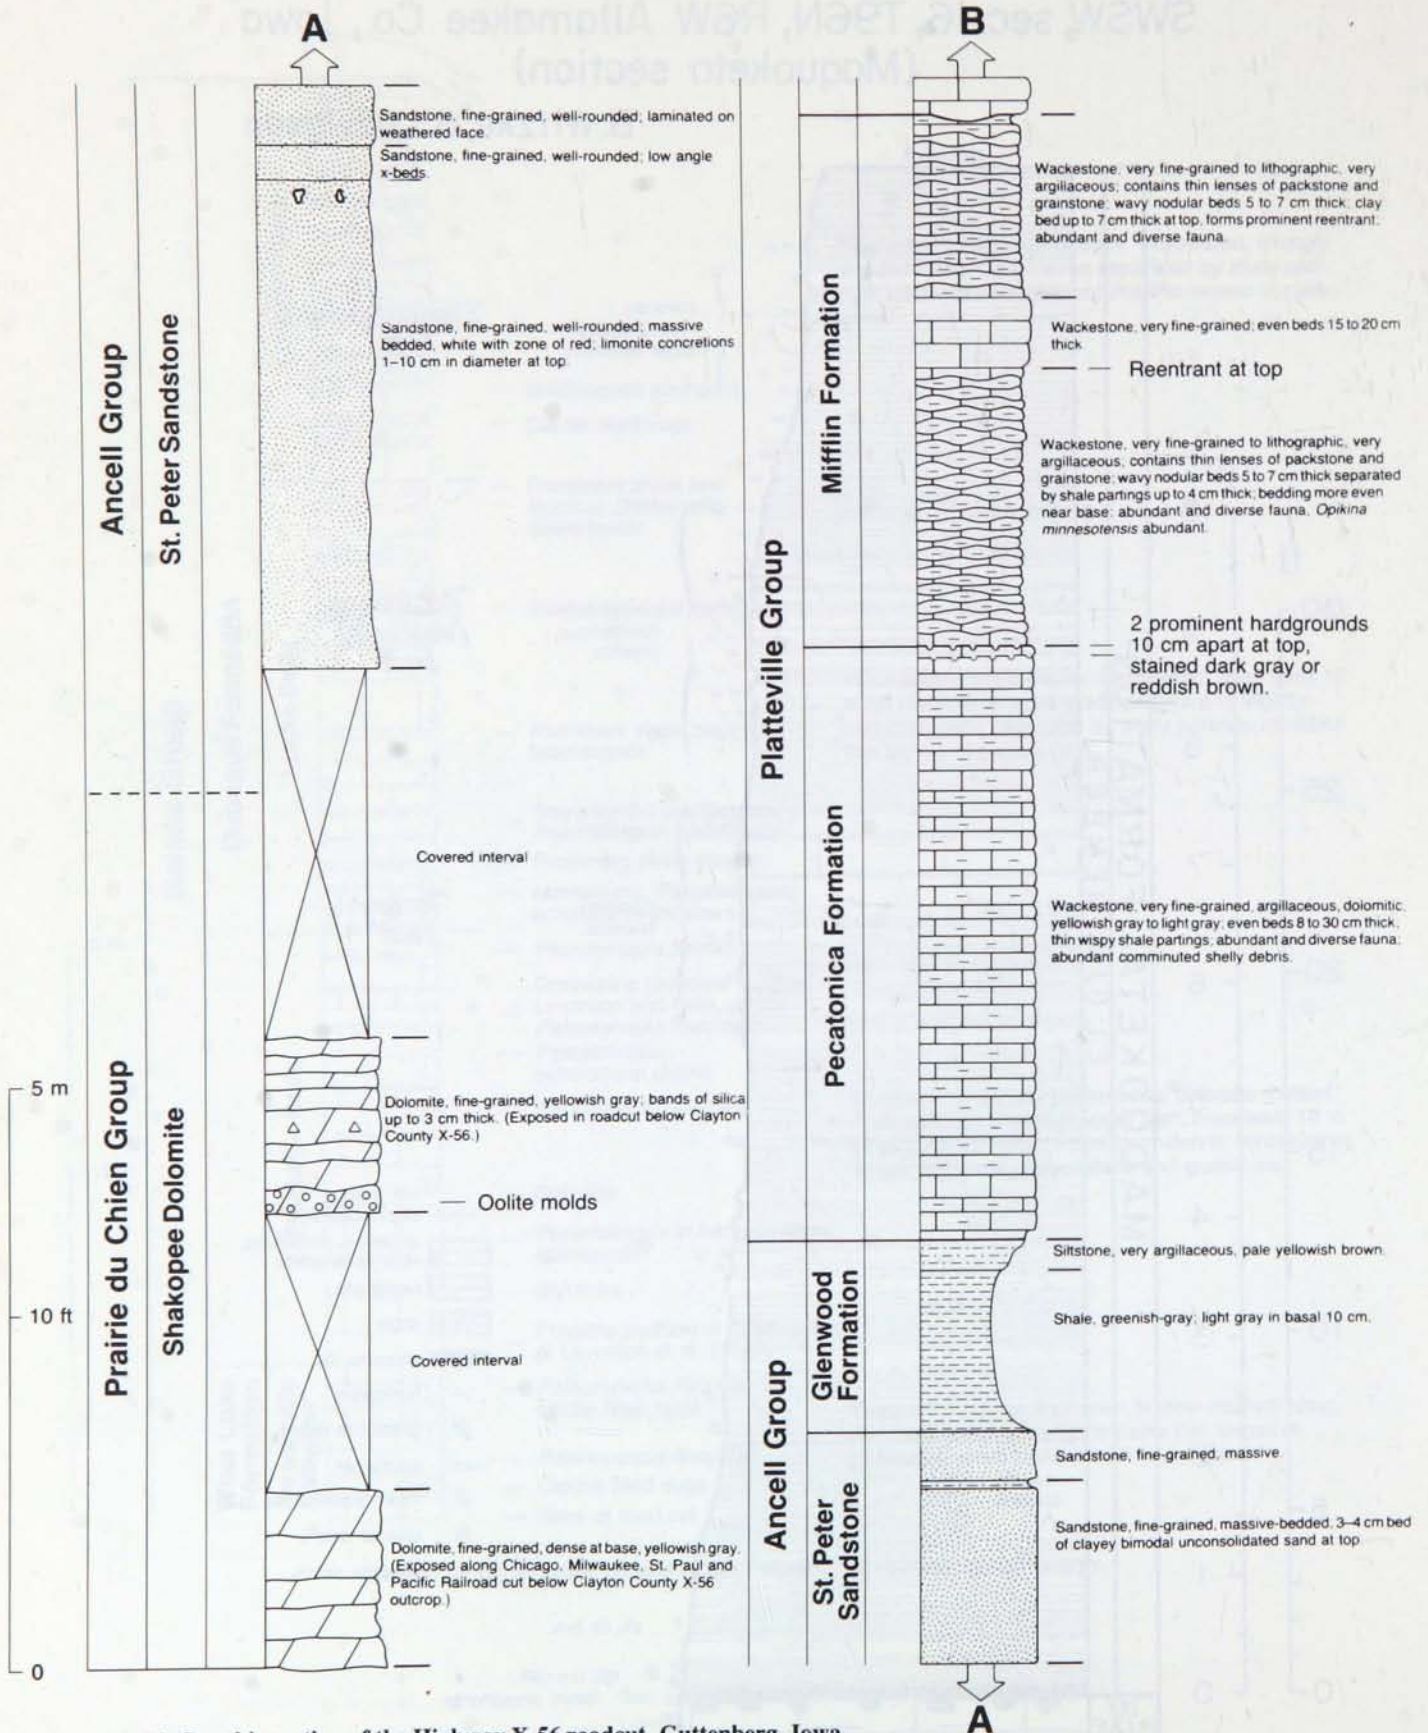 A
Sandstone, fine-grained, well-rounded; laminated on
weathered face.
Sandstone, fine-grained, well-rounded; low angle
x-beds.
Sandstone, fine-grained, well-rounded; massive
bedded, white with zone of red; limonite concretions
1–10 cm in diameter at top.
Ancell Group
St. Peter Sandstone
Covered interval
Prairie du Chien Group
Shakopee Dolomite
Dolomite, fine-grained, yellowish gray; bands of silica
up to 3 cm thick. (Exposed in roadcut below Clayton
County X-56.)
Oolite molds
Covered interval
Dolomite, fine-grained, dense at base, yellowish gray.
(Exposed along Chicago, Milwaukee, St. Paul and
Pacific Railroad cut below Clayton County X-56
outcrop.)
5 m
10 ft
0
B
Wackestone, very fine-grained to lithographic, very
argillaceous; contains thin lenses of packstone and
grainstone; wavy nodular beds 5 to 7 cm thick; clay
bed up to 7 cm thick at top, forms prominent reentrant;
abundant and diverse fauna.
Wackestone, very fine-grained; even beds 15 to 20 cm
thick.
Reentrant at top
Wackestone, very fine-grained to lithographic, very
argillaceous; contains thin lenses of packstone and
grainstone; wavy nodular beds 5 to 7 cm thick separated
by shale partings up to 4 cm thick; bedding more even
near base; abundant and diverse fauna, Opikina
minnesotensis abundant.
2 prominent hardgrounds
10 cm apart at top,
stained dark gray or
reddish brown.
Platteville Group
Mifflin Formation
Pecatonica Formation
Wackestone, very fine-grained, argillaceous, dolomitic,
yellowish gray to light gray; even beds 8 to 30 cm thick;
thin wispy shale partings; abundant and diverse fauna;
abundant comminuted shelly debris.
Siltstone, very argillaceous, pale yellowish brown.
Shale, greenish-gray; light gray in basal 10 cm.
Ancell Group
Glenwood
Formation
Sandstone, fine-grained, massive.
St. Peter
Sandstone
Sandstone, fine-grained, massive-bedded, 3–4 cm bed
of clayey bimodal unconsolidated sand at top.
A
section of the Highway X-56 roadcut, Guttenberg, Iowa